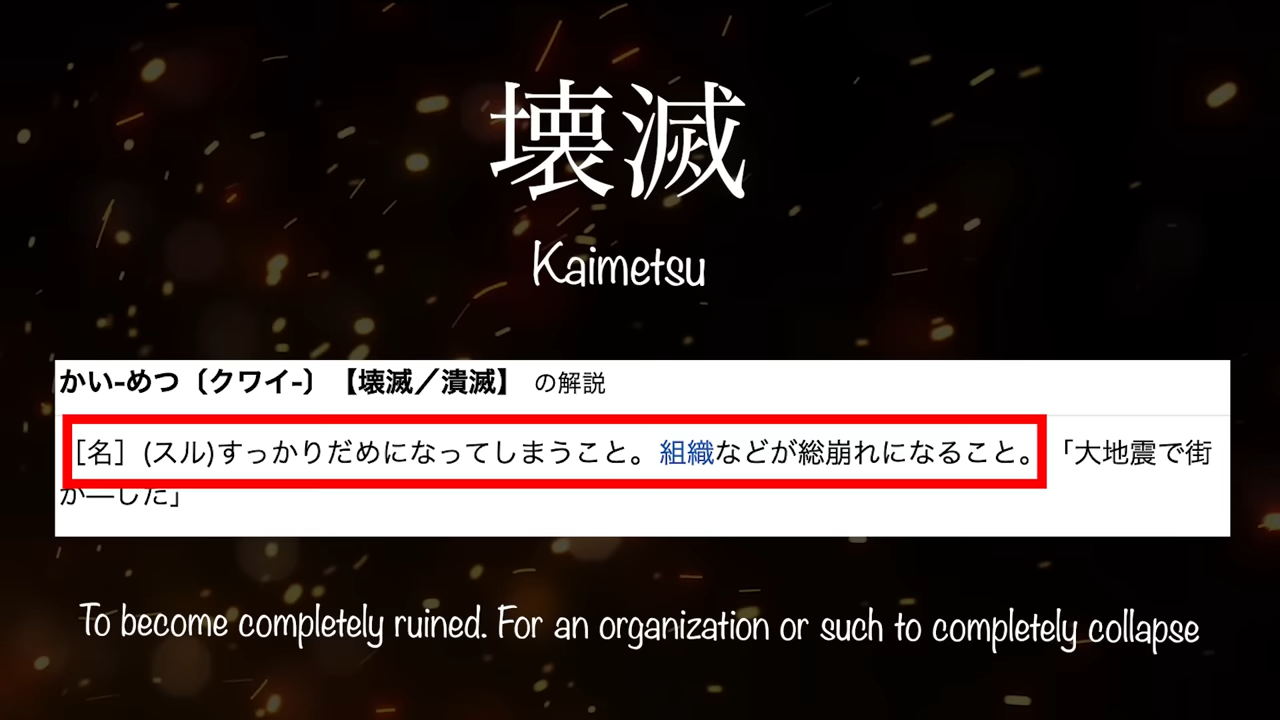 壊滅
Kaimetsu
かい‐めつ〔クワイ‐〕【壊滅／潰滅】 の解説
［名］(スル)すっかりだめになってしまうこと。組織などが総崩れになること。「大地震で街
が―した」
To become completely ruined. For an organization or such to completely collapse